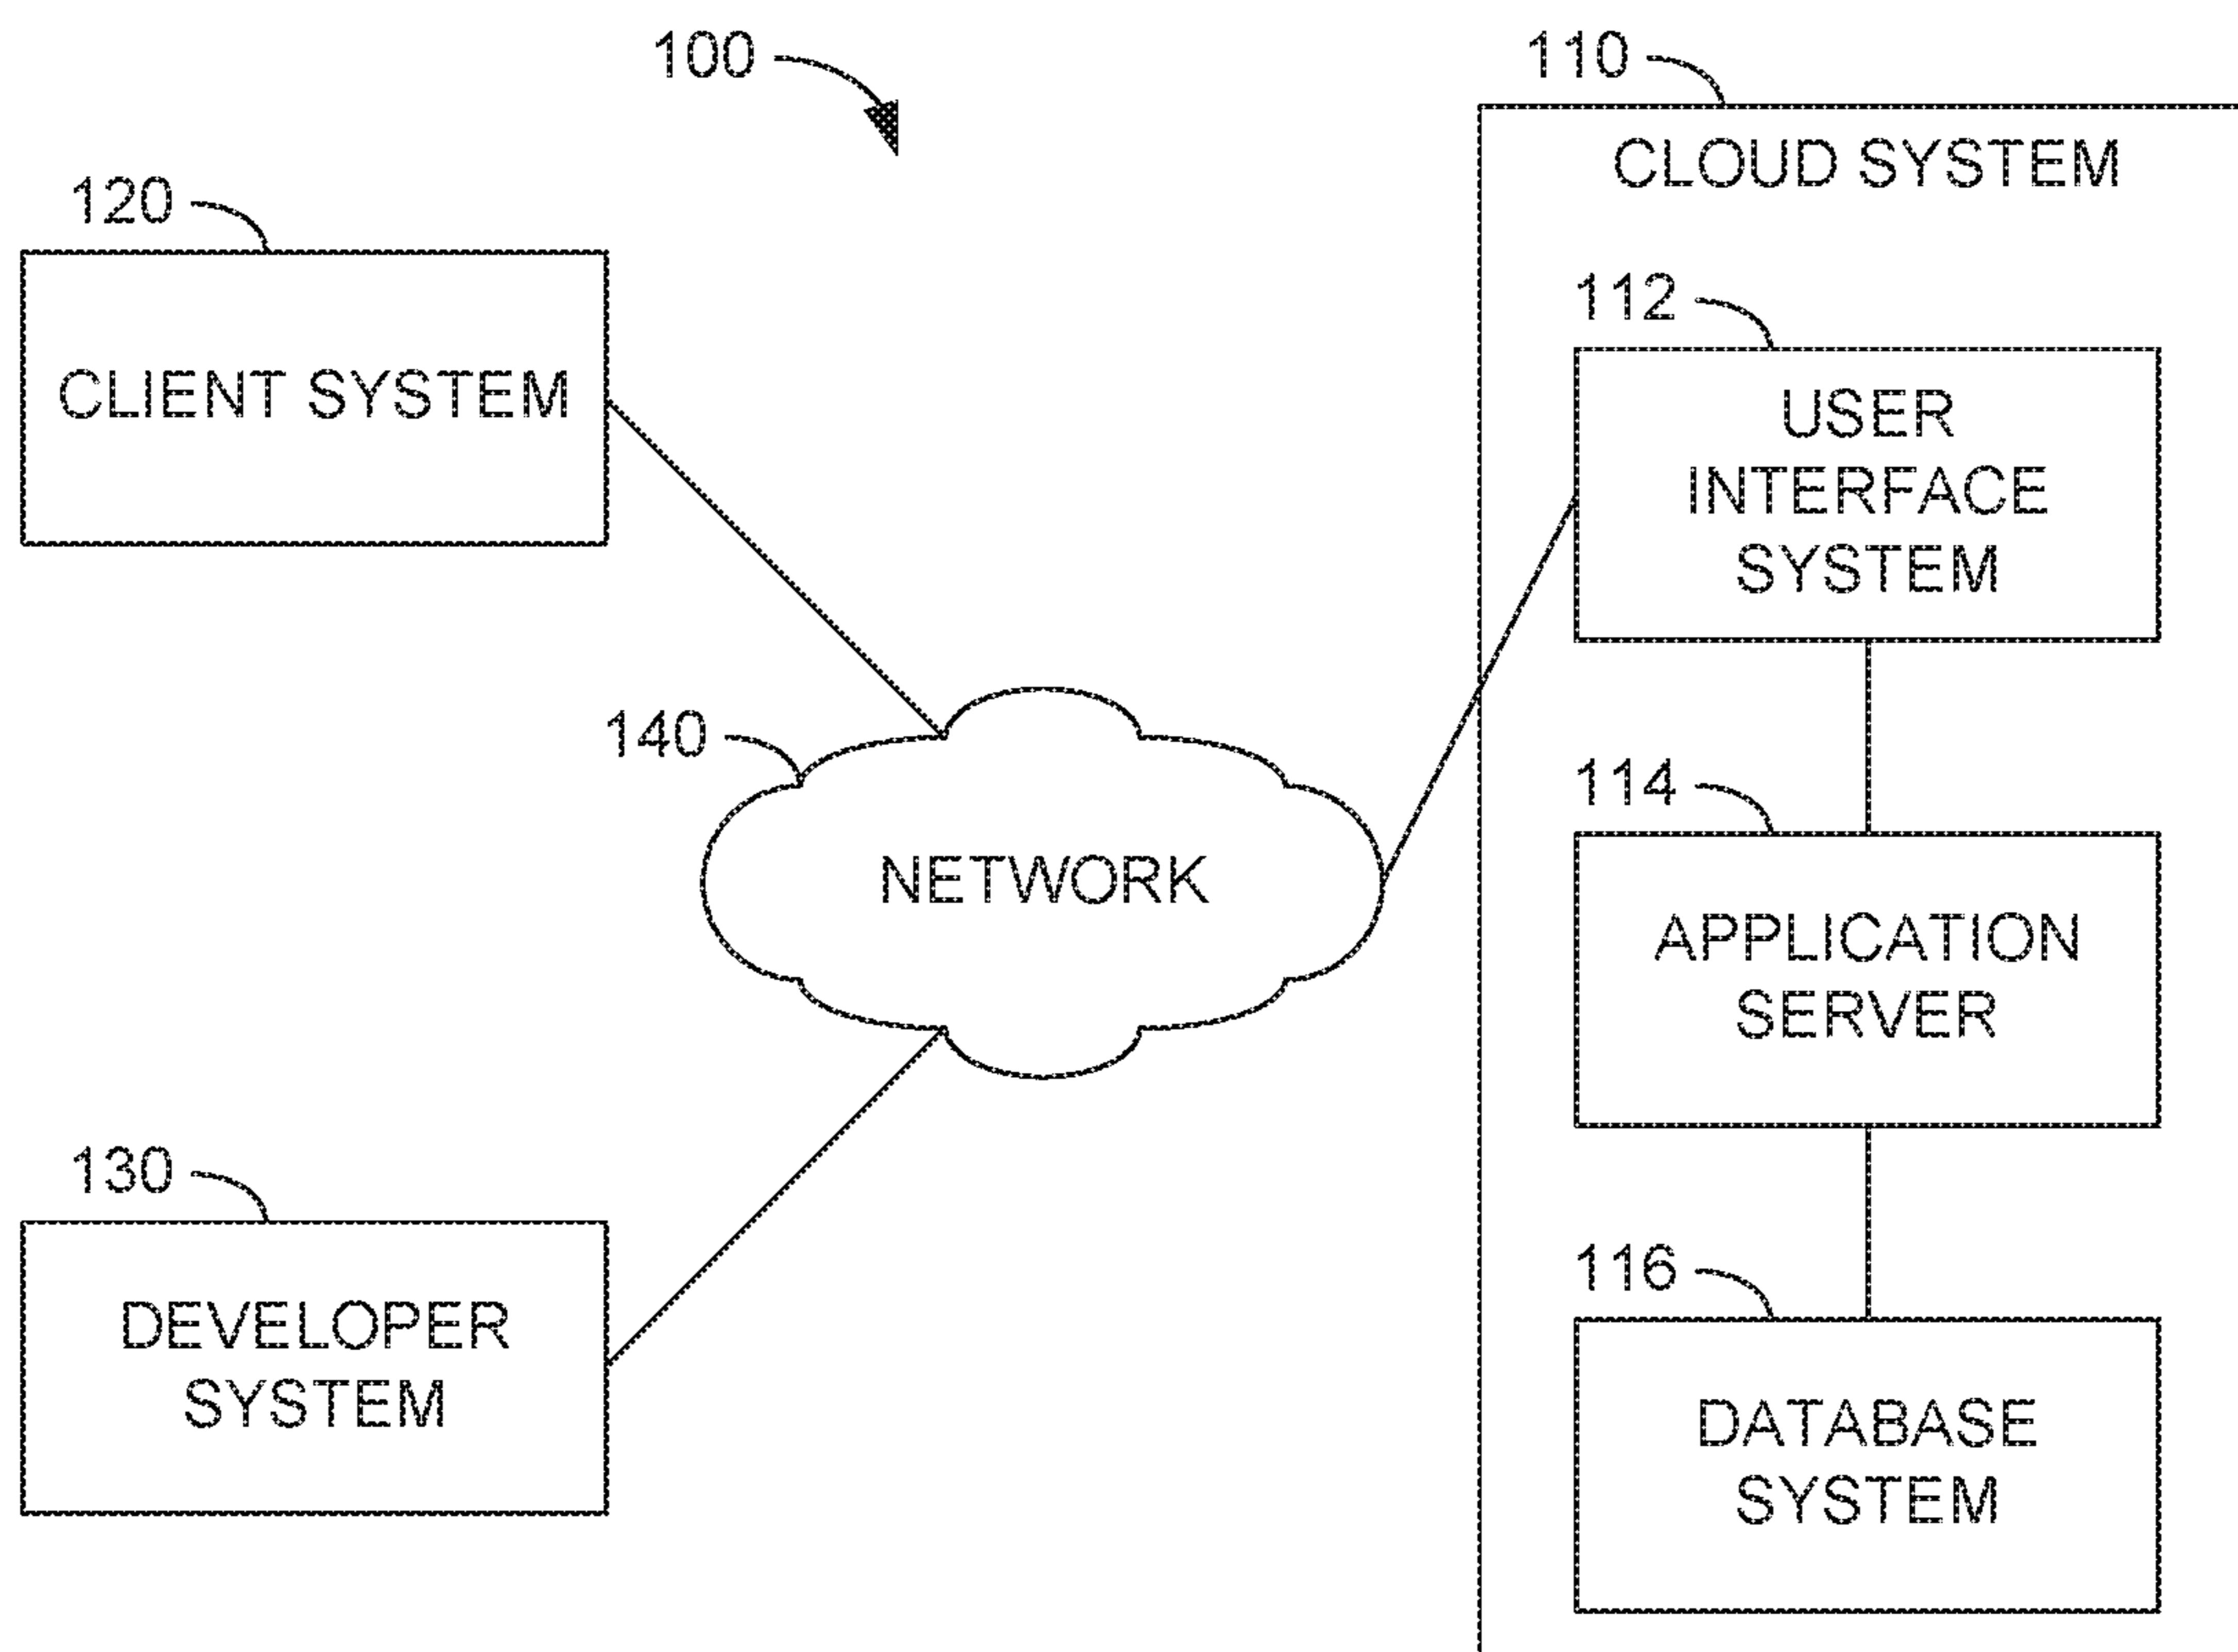 100
110
CLOUD SYSTEM
120
CLIENT SYSTEM
112
USER
INTERFACE
SYSTEM
140
NETWORK
114
APPLICATION
SERVER
130
DEVELOPER
SYSTEM
116
DATABASE
SYSTEM